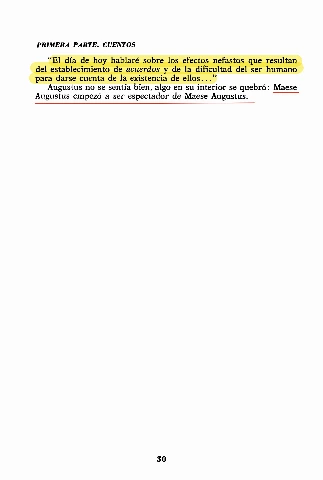 PRIMERA PARTE. CUENTOS
"El día de hoy hablaré sobre los efectos nefastos que resultan
del establecimiento de acuerdos y de la dificultad del ser humano
para darse cuenta de la existencia de ellos..."
Augustus no se sentía bien, algo en su interior se quebró: Maese
Augustus empezó a ser espectador de Maese Augustus.
30